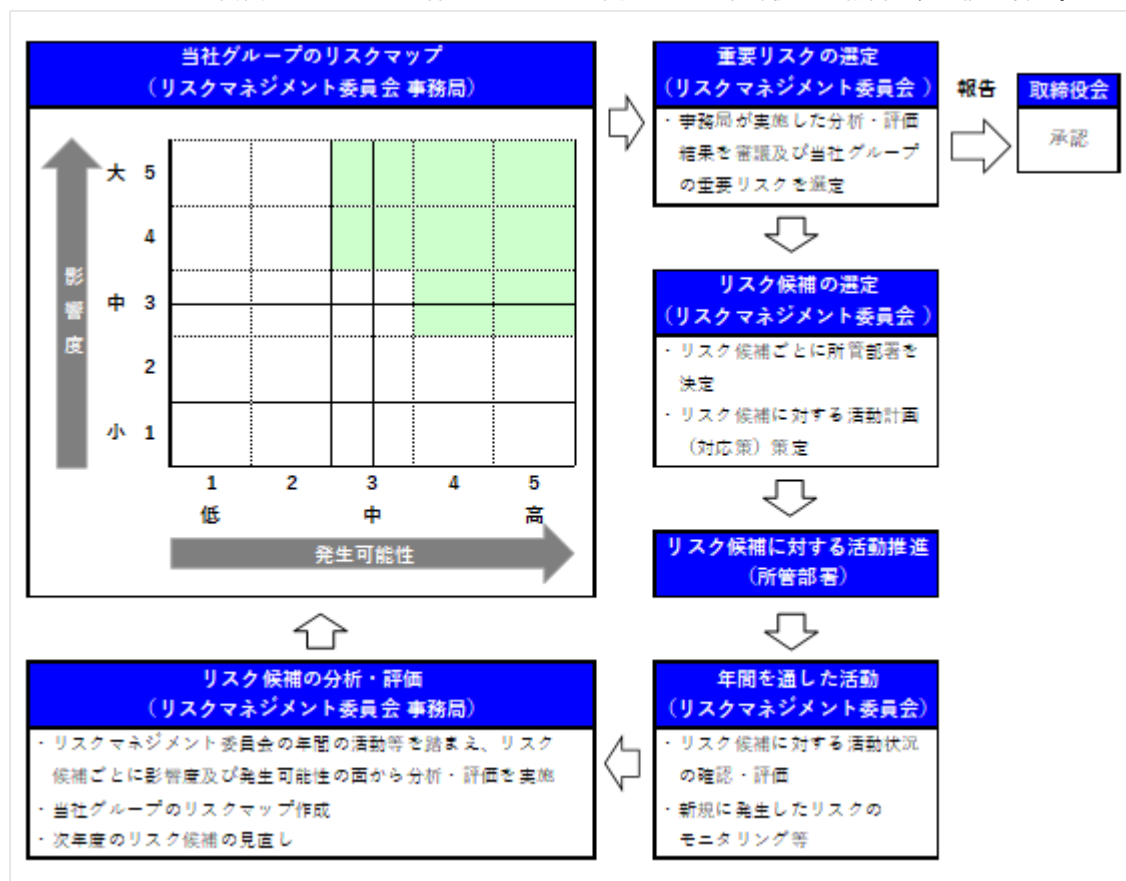 当社グループのリスクマップ
（リスクマネジメント委員会 事務局）
影響度
大 5
4
中 3
2
小 1
1 2 3 4 5
低 中 高
発生可能性
重要リスクの選定
（リスクマネジメント委員会 ）
・事務局が実施した分析・評価
結果を審議及び当社グループ
の重要リスクを選定
報告
取締役会
承認
リスク候補の選定
（リスクマネジメント委員会 ）
・リスク候補ごとに所管部署を
決定
・リスク候補に対する活動計画
（対応策）策定
リスク候補に対する活動推進
（所管部署）
年間を通した活動
（リスクマネジメント委員会）
・リスク候補に対する活動状況
の確認・評価
・新規に発生したリスクの
モニタリング等
リスク候補の分析・評価
（リスクマネジメント委員会 事務局）
・リスクマネジメント委員会の年間の活動等を踏まえ、リスク
候補ごとに影響度及び発生可能性の面から分析・評価を実施
・当社グループのリスクマップ作成
・次年度のリスク候補の見直し